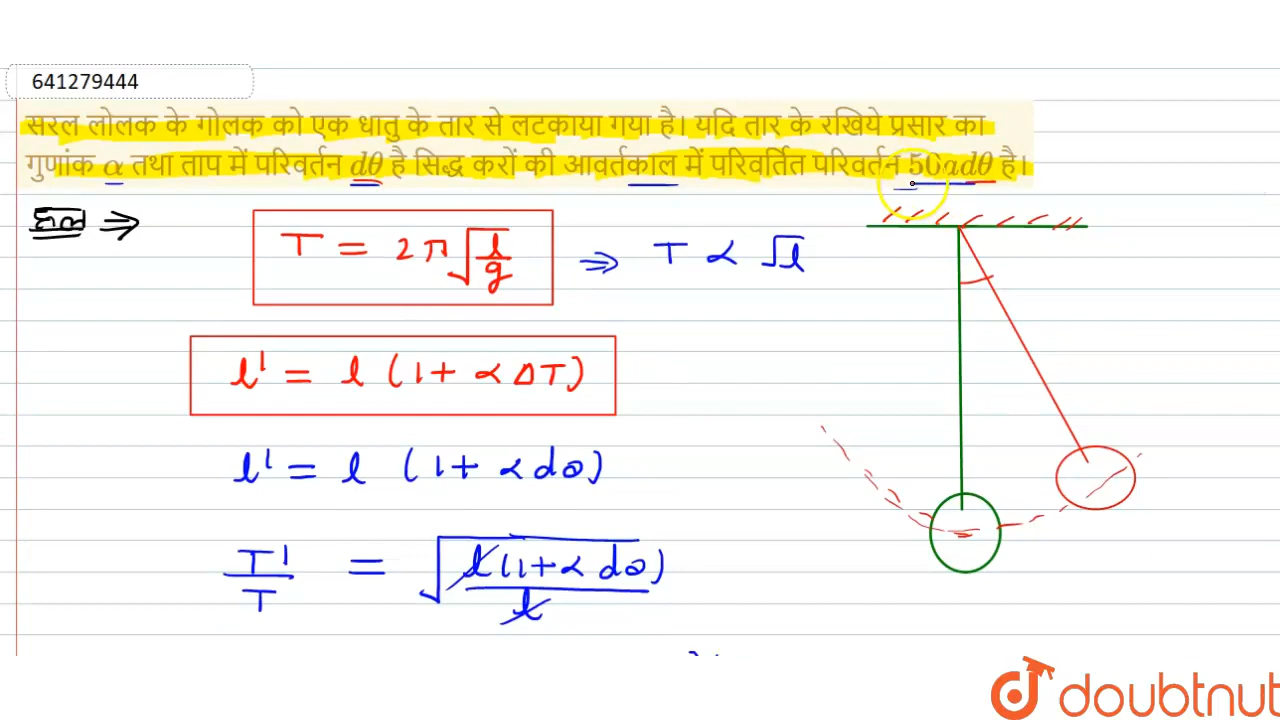 641279444
सरल लोलक के गोलक को एक धातु के तार से लटकाया गया है। यदि तार के रखिये प्रसार का
गुणांक α तथा ताप में परिवर्तन dθ है सिद्ध करों की आवर्तकाल में परिवर्तित परिवर्तन 50adθ है।
हल ⇒
T = 2π√(l/g) ⇒ T α √l
l' = l (1 + α ΔT)
l' = l (1 + α dθ)
T'/T = √(l(1+α dθ)/l)
doubtnut